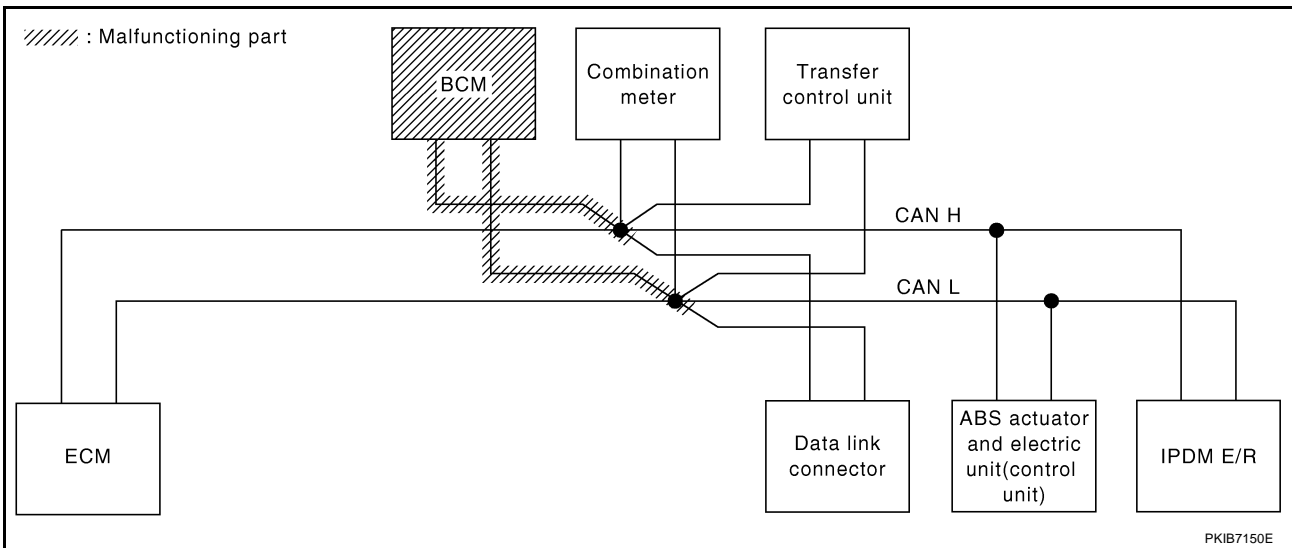 : Malfunctioning part
BCM
Combination
meter
Transfer
control unit
CAN H
CAN L
ECM
Data link
connector
ABS actuator
and electric
unit(control
unit)
IPDM E/R
PKIB7150E